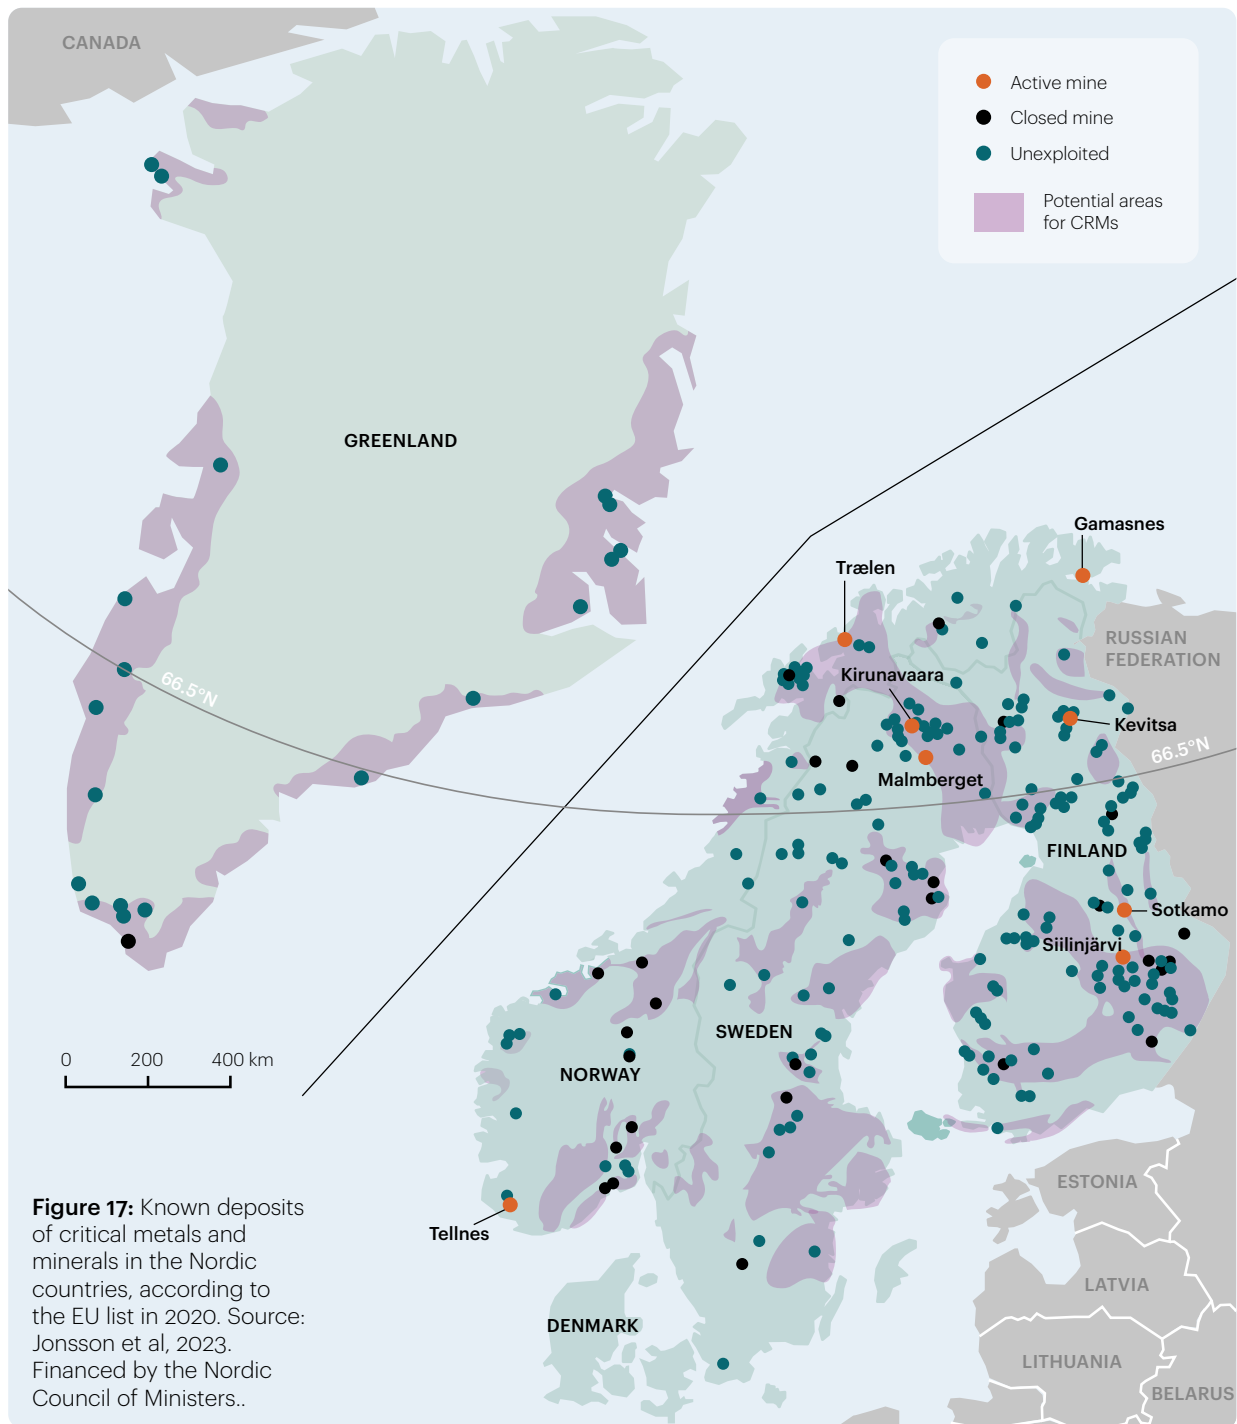 CANADA
Active mine
Closed mine
Unexploited
Potential areas
for CRMs
GREENLAND
Gamasnes
Trælen
RUSSIAN
FEDERATION
Kirunavaara
66.5°N
Kevitsa
66.5°N
Malmberget
FINLAND
Sotkamo
Siilinjärvi
SWEDEN
0 200 400 km
NORWAY
ESTONIA
Figure 17: Known deposits
of critical metals and
minerals in the Nordic
countries, according to
the EU list in 2020. Source:
Jonsson et al, 2023.
Financed by the Nordic
Council of Ministers..
Tellnes
LATVIA
DENMARK
LITHUANIA
BELARUS